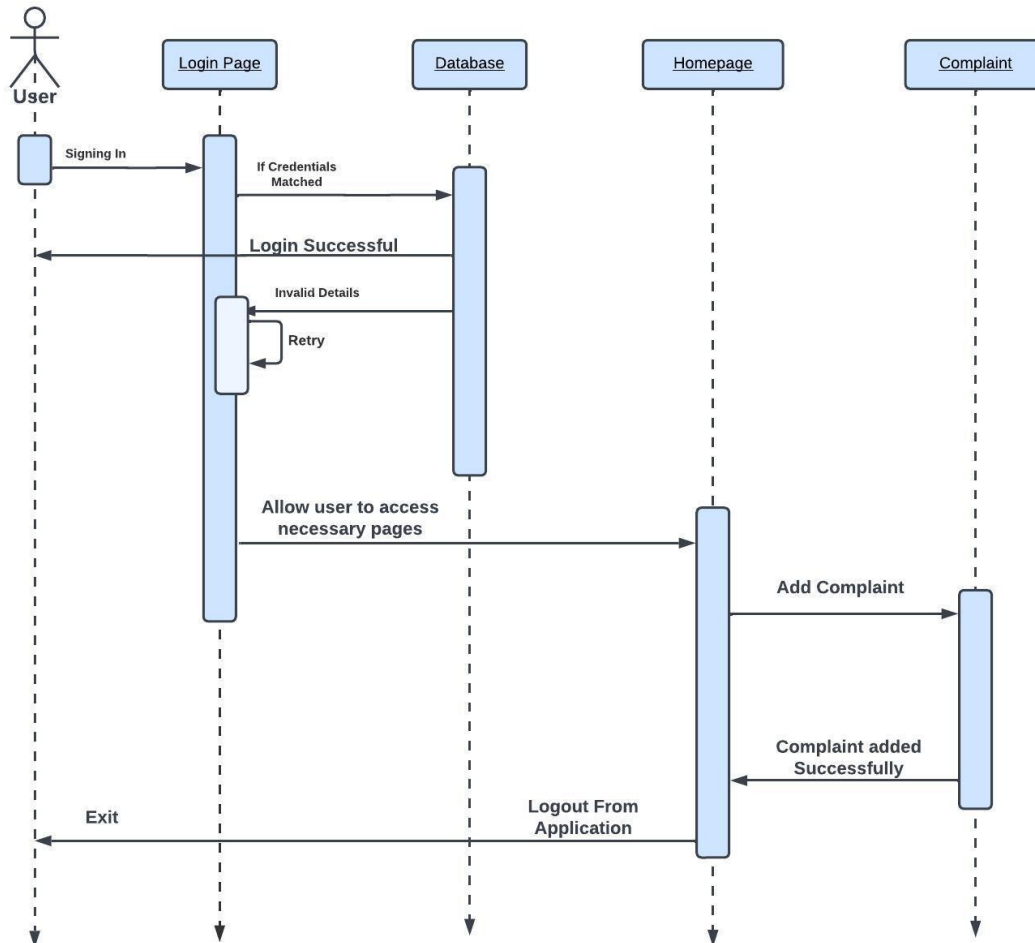 User
Login Page
Database
Homepage
Complaint
Signing In
If Credentials
Matched
Login Successful
Invalid Details
Retry
Allow user to access
necessary pages
Add Complaint
Complaint added
Successfully
Exit
Logout From
Application